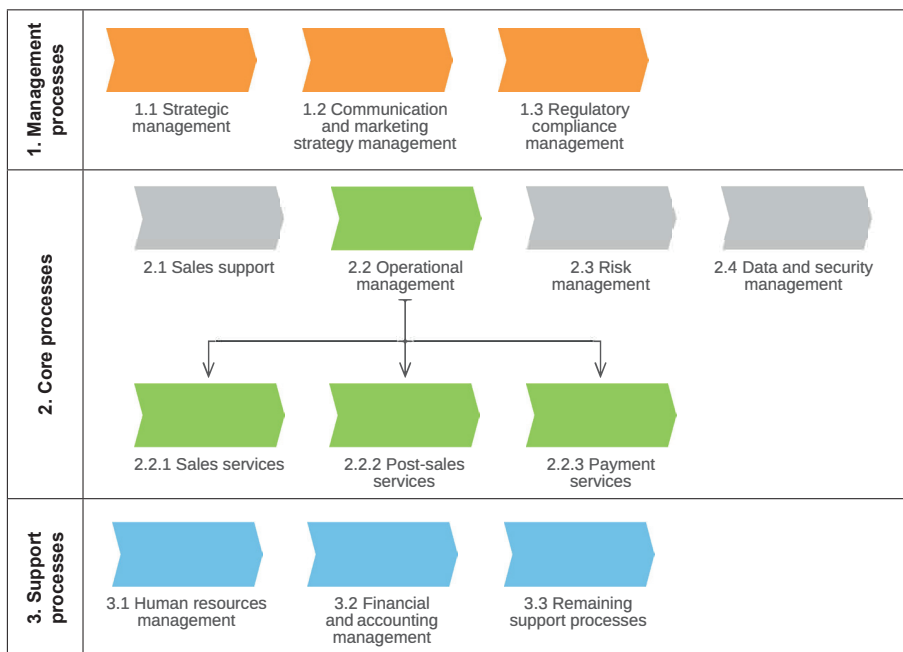 1. Management
processes
1.1 Strategic
management
1.2 Communication
and marketing
strategy management
1.3 Regulatory
compliance
management
2. Core processes
2.1 Sales support
2.2 Operational
management
2.3 Risk
management
2.4 Data and security
management
2.2.1 Sales services
2.2.2 Post-sales
services
2.2.3 Payment
services
3. Support
processes
3.1 Human resources
management
3.2 Financial
and accounting
management
3.3 Remaining
support processes